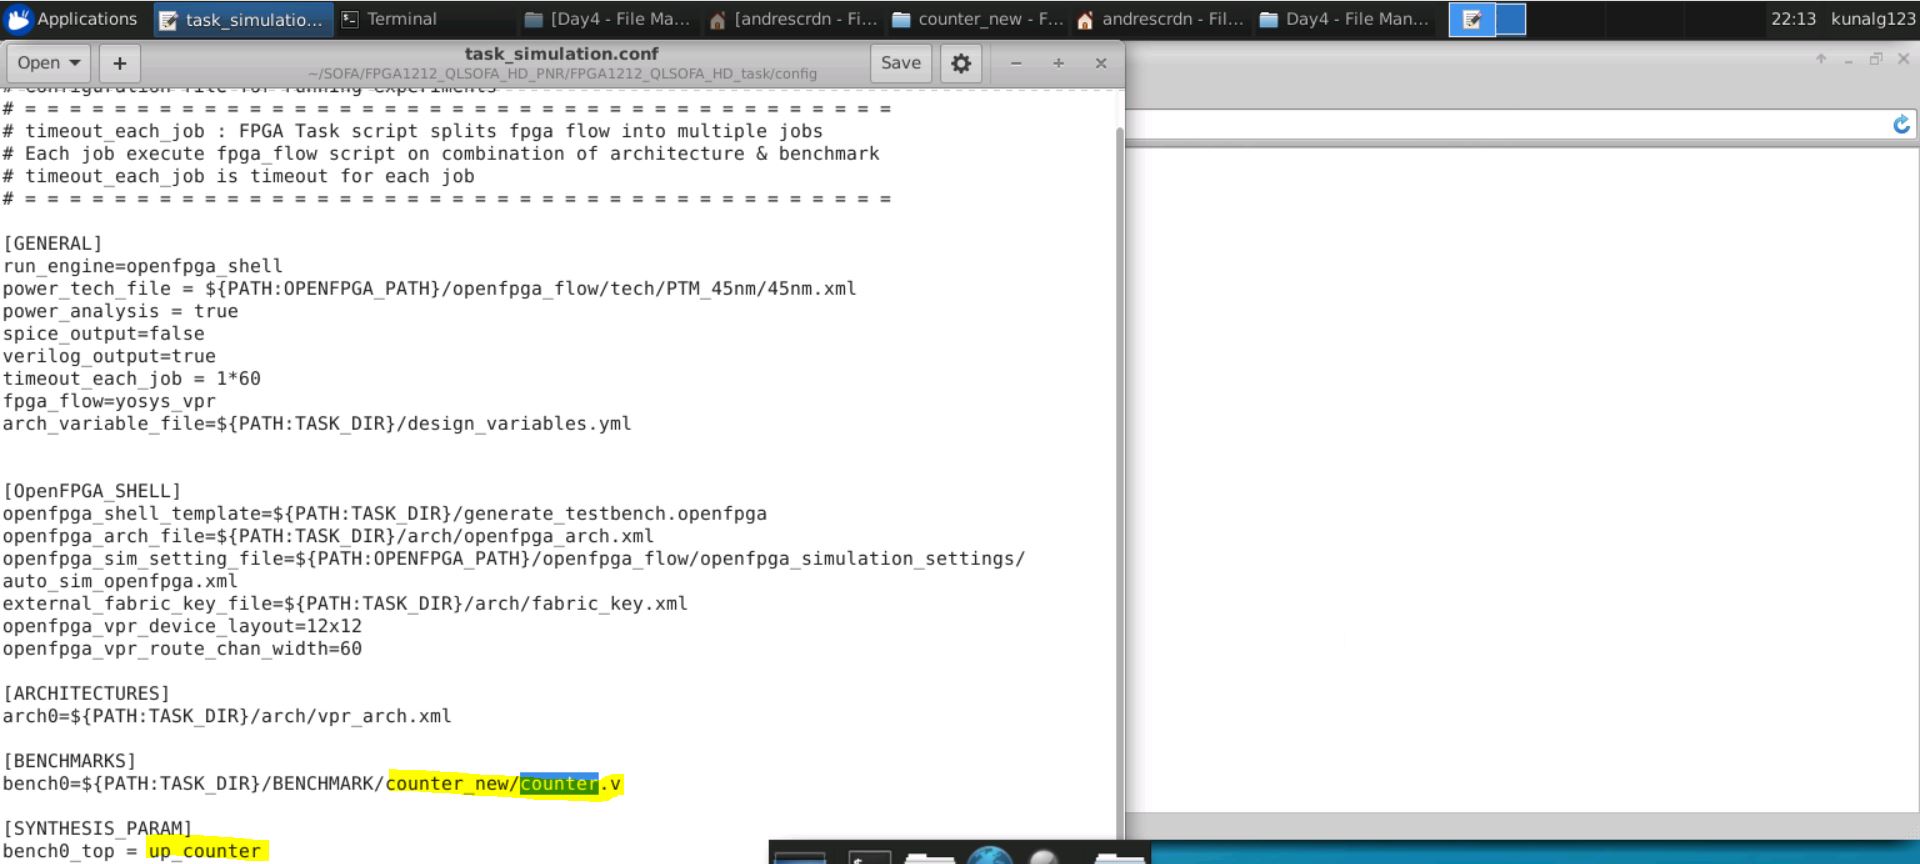 Applications
task_simulatio...
Terminal
[Day4 - File Ma...
[andrescrdn - Fi...
counter_new - F...
andrescrdn - Fil...
Day4 - File Man...
22:13
kunalg123
Open
task_simulation.conf
~/SOFA/FPGA1212_QLSOFA_HD_PNR/FPGA1212_QLSOFA_HD_task/config
Save
# Configuration file for running experiments
# = = = = = = = = = = = = = = = = = = = = = = = = = = = = = = = = = = = = = = =
# timeout_each_job : FPGA Task script splits fpga flow into multiple jobs
# Each job execute fpga_flow script on combination of architecture & benchmark
# timeout_each_job is timeout for each job
# = = = = = = = = = = = = = = = = = = = = = = = = = = = = = = = = = = = = = = =
[GENERAL]
run_engine=openfpga_shell
power_tech_file = ${PATH:OPENFPGA_PATH}/openfpga_flow/tech/PTM_45nm/45nm.xml
power_analysis = true
spice_output=false
verilog_output=true
timeout_each_job = 1*60
fpga_flow=yosys_vpr
arch_variable_file=${PATH:TASK_DIR}/design_variables.yml
[OpenFPGA_SHELL]
openfpga_shell_template=${PATH:TASK_DIR}/generate_testbench.openfpga
openfpga_arch_file=${PATH:TASK_DIR}/arch/openfpga_arch.xml
openfpga_sim_setting_file=${PATH:OPENFPGA_PATH}/openfpga_flow/openfpga_simulation_settings/
auto_sim_openfpga.xml
external_fabric_key_file=${PATH:TASK_DIR}/arch/fabric_key.xml
openfpga_vpr_device_layout=12x12
openfpga_vpr_route_chan_width=60
[ARCHITECTURES]
arch0=${PATH:TASK_DIR}/arch/vpr_arch.xml
[BENCHMARKS]
bench0=${PATH:TASK_DIR}/BENCHMARK/counter_new/counter.v
[SYNTHESIS_PARAM]
bench0_top = up_counter